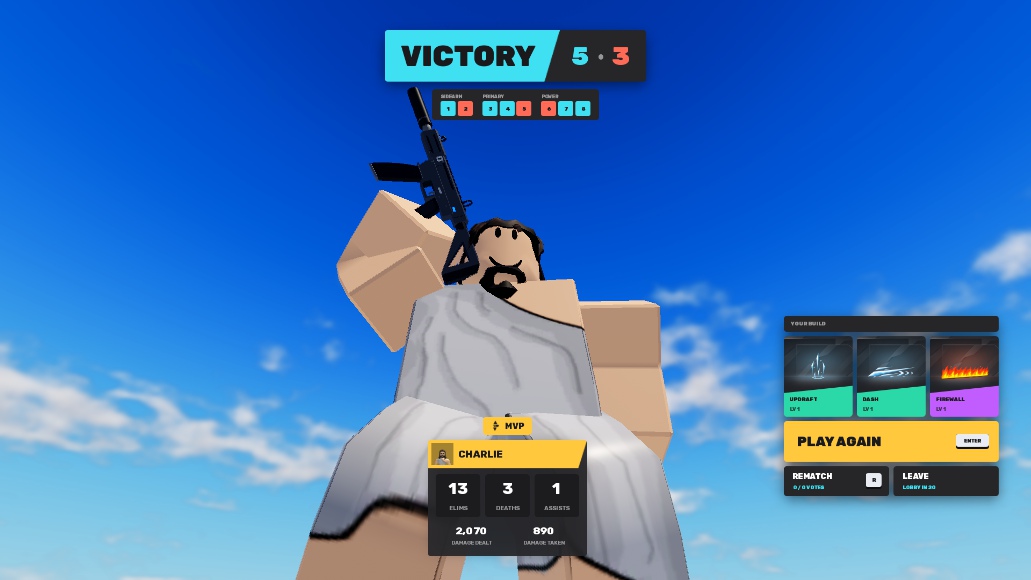 VICTORY 5 • 3
SIDEARM PRIMARY POWER
1 2 3 4 5 6 7 8
YOUR BUILD
UPDRAFT DASH FIREWALL
LV 1 LV 1 LV 1
MVP
CHARLIE
PLAY AGAIN ENTER
13 3 1
ELIMS DEATHS ASSISTS
REMATCH R LEAVE
0 / 0 VOTES LOBBY IN 20
2,070 890
DAMAGE DEALT DAMAGE TAKEN